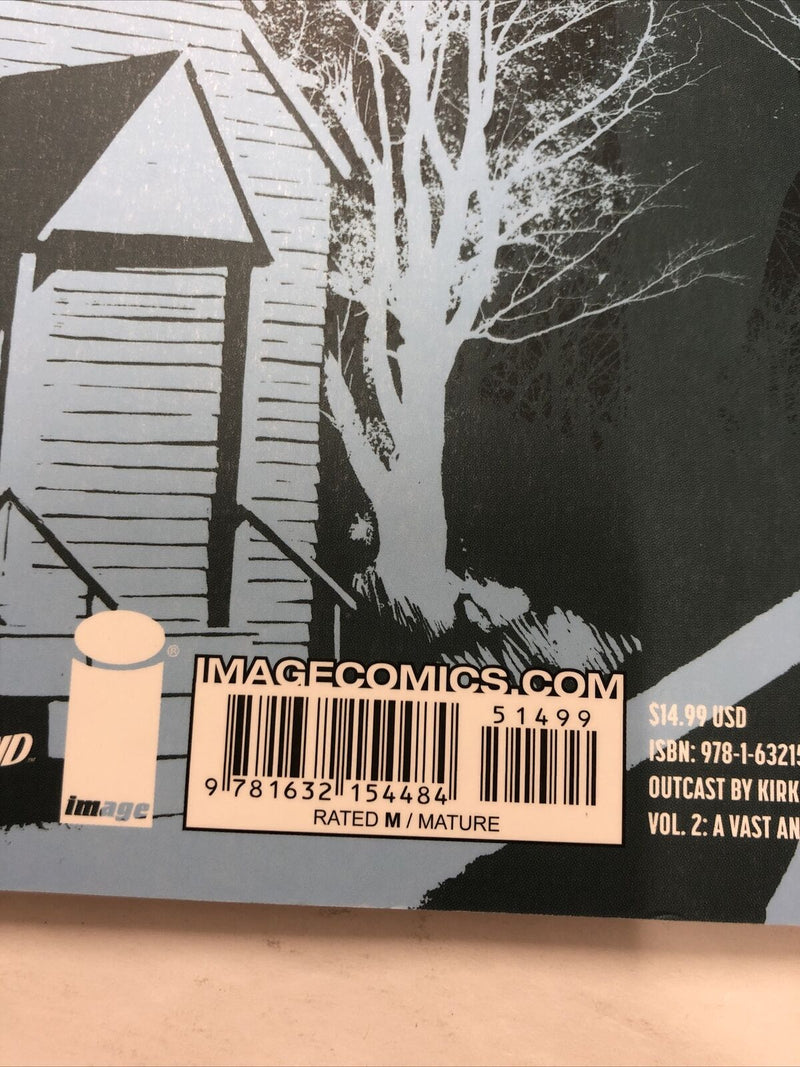 ®
image
IMAGECOMICS.COM
51499
9 781632 154484
RATED M / MATURE
$14.99 USD
ISBN: 978-1-63215
OUTCAST BY KIRK
VOL. 2: A VAST AN